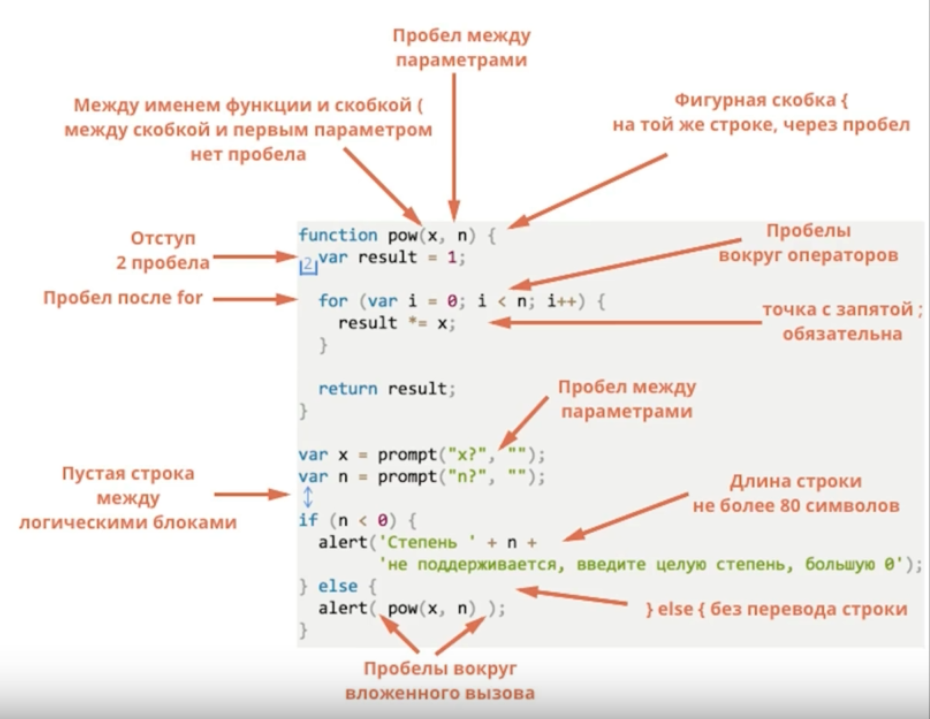 Пробел между
параметрами
Между именем функции и скобкой (
между скобкой и первым параметром
нет пробела
Фигурная скобка {
на той же строке, через пробел
function pow(x, n) {
Отступ
2 пробела
2
var result = 1;
Пробелы
вокруг операторов
Пробел после for
for (var i = 0; i < n; i++) {
result *= x;
точка с запятой ;
обязательна
}
return result;
}
Пробел между
параметрами
var x = prompt("x?", "");
var n = prompt("n?", "");
Пустая строка
между
логическими блоками
Длина строки
не более 80 символов
if (n < 0) {
alert('Степень ' + n +
'не поддерживается, введите целую степень, большую 0');
} else {
} else { без перевода строки
alert( pow(x, n) );
}
Пробелы вокруг
вложенного вызова